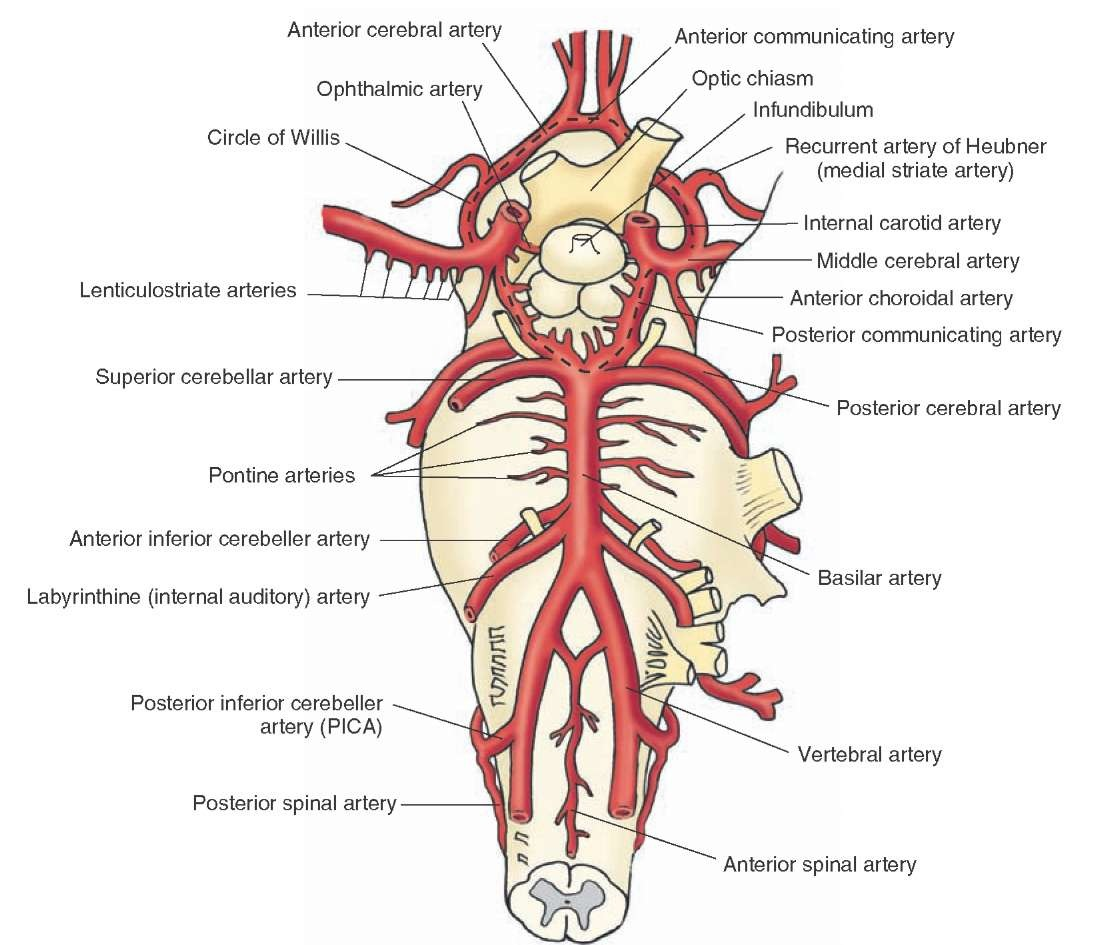 Anterior cerebral artery
Anterior communicating artery
Ophthalmic artery
Optic chiasm
Infundibulum
Circle of Willis
Recurrent artery of Heubner
(medial striate artery)
Internal carotid artery
Middle cerebral artery
Lenticulostriate arteries
Anterior choroidal artery
Posterior communicating artery
Superior cerebellar artery
Posterior cerebral artery
Pontine arteries
Anterior inferior cerebeller artery
Basilar artery
Labyrinthine (internal auditory) artery
Posterior inferior cerebeller
artery (PICA)
Vertebral artery
Posterior spinal artery
Anterior spinal artery